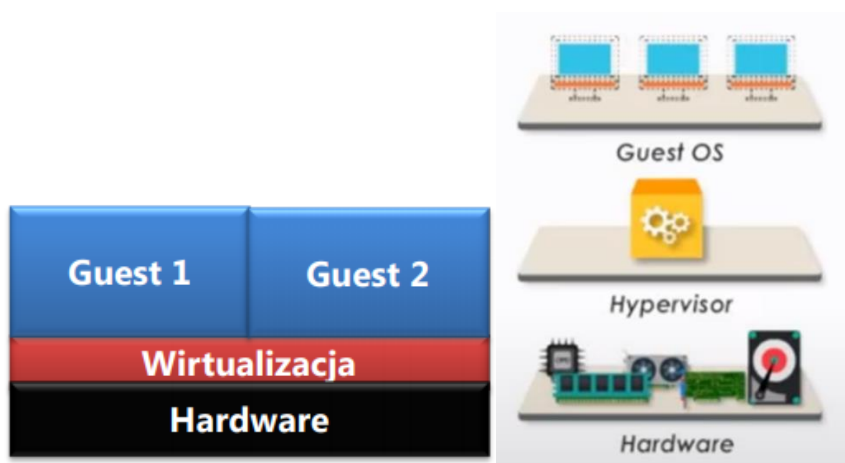 Guest 1
Guest 2
Wirtualizacja
Hardware
Guest OS
Hypervisor
Hardware